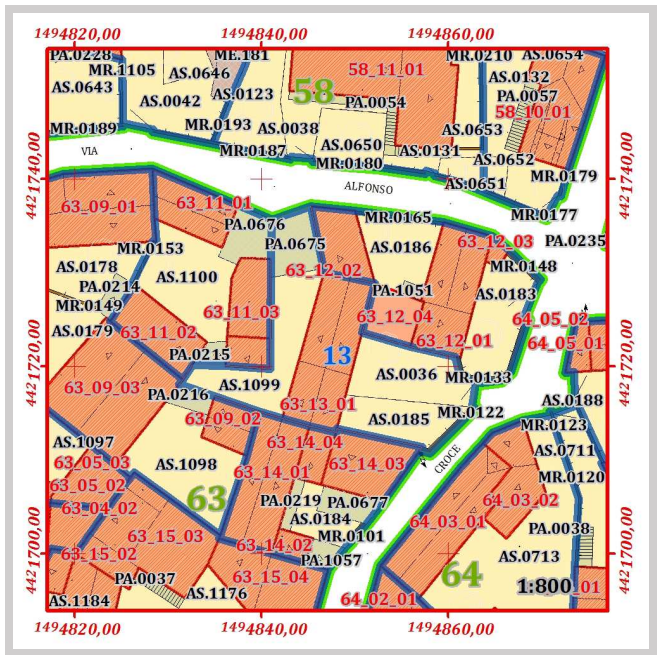 1494820,00 1494840,00 1494860,00
PA.0228 ME.181 MR.0210 AS.0654
MR.1105 AS.0646 58_11_01 AS.0132
AS.0643 AS.0042 AS.0123 58 PA.0054 PA.0057
58_10_01
MR.0189 MR.0193 AS.0038 AS.0650 AS.0653
VIA MR.0187 MR.0180 AS.0131 AS.0652
4421740,00 ALFONSO AS.0651 MR.0179 4421740,00
63_09_01 63_11_01 MR.0165 MR.0177
PA.0676 PA.0675 AS.0186 63_12_03 PA.0235
MR.0153
AS.0178 AS.1100 63_12_02 MR.0148
PA.0214 PA.1051 AS.0183
MR.0149 63_11_03 63_12_04 64_05_02
AS.0179 63_11_02 63_12_01 64_05_01
PA.0215 13
4421720,00 AS.1099 AS.0036 MR.0133 4421720,00
63_09_03 PA.0216 63_13_01 AS.0188
63_09_02 AS.0185 MR.0122 MR.0123
AS.1097 63_14_04 AS.0711
63_05_03 AS.1098 63_14_01 63_14_03 CROCE MR.0120
63_05_02 63 PA.0219 PA.0677 64_03_02
63_04_02 AS.0184 64_03_01 PA.0038
63_15_03 MR.0101
4421700,00 63_15_02 63_14_02 PA.1057 AS.0713 4421700,00
PA.0037 63_15_04 64 1:800 _01
AS.1184 AS.1176 64_02_01
1494820,00 1494840,00 1494860,00